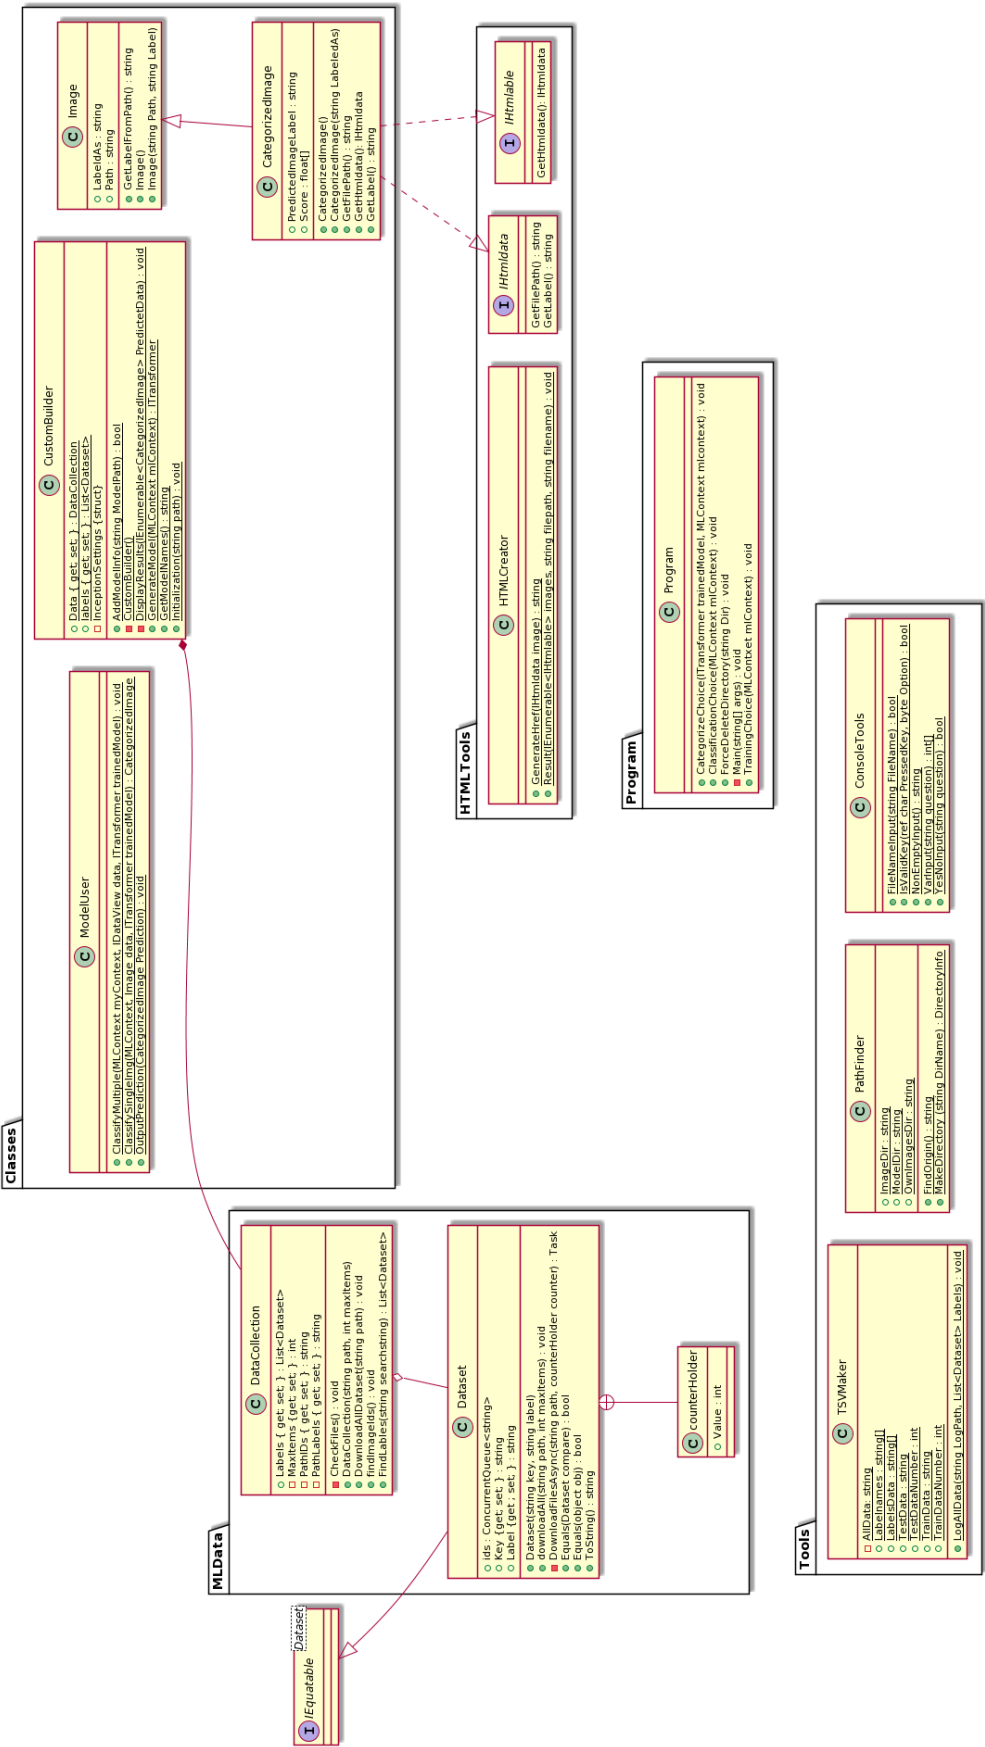 Classes
C ModelUser
ClassifyMultiple(MLContext myContext, IDataView data, ITransformer trainedModel) : void
ClassifySingleImg(MLContext, Image data, ITransformer trainedModel) : CategorizedImage
OutputPrediction(CategorizedImage Prediction) : void
C CustomBuilder
Data { get; set; } : DataCollection
labels { get; set; } : List<Dataset>
InceptionSettings {struct}
AddModelInfo(string ModelPath) : bool
CustomBuilder()
DisplayResults(IEnumerable<CategorizedImage> PredictetData) : void
GenerateModel(MLContext mlContext) : ITransformer
GetModelNames() : string
Initialization(string path) : void
C Image
LabeldAs : string
Path : string
GetLabelFromPath() : string
Image()
Image(string Path, string Label)
C CategorizedImage
PredictedImageLabel : string
Score : float[]
CategorizedImage()
CategorizedImage(string LabeledAs)
GetFilePath() : string
GetHtmldata(): IHtmldata
GetLabel() : string
HTMLTools
C HTMLCreator
GenerateHref(IHtmldata image) : string
Result(IEnumerable<IHtmlable> images, string filepath, string filename) : void
I IHtmldata
GetFilePath() : string
GetLabel() : string
I IHtmlable
GetHtmldata(): IHtmldata
Program
C Program
CategorizeChoice(ITransformer trainedModel, MLContext mlcontext) : void
ClassificationChoice(MLContext mlContext) : void
ForceDeleteDirectory(string Dir) : void
Main(string[] args) : void
TrainingChoice(MLContxet mlContext) : void
MLData
C DataCollection
Labels { get; set; } : List<Dataset>
MaxItems {get; set; } : int
PathIDs { get; set; } : string
PathLabels { get; set; } : string
CheckFiles() : void
DataCollection(string path, int maxItems)
DownloadAllDataset(string path) : void
findImageIds() : void
FindLables(string searchstring) : List<Dataset>
C Dataset
ids : ConcurrentQueue<string>
Key {get; set; } : string
Label {get ; set; } : string
Dataset(string key, string label)
downloadAll(string path, int maxItems) : void
DownloadFilesAsync(string path, counterHolder counter) : Task
Equals(Dataset compare) : bool
Equals(object obj) : bool
ToString() : string
C counterHolder
Value : int
I IEquatable
Dataset
Tools
C TSVMaker
AllData: string
Labelnames : string[]
LabelsData : string[]
TestData : string
TestDataNumber : int
TrainData : string
TrainDataNumber : int
LogAllData(string LogPath, List<Dataset> Labels) : void
C PathFinder
ImageDir : string
ModelDir : string
OwnImagesDir : string
FindOrigin() : string
MakeDirectory (string DirName) : DirectoryInfo
C ConsoleTools
FileNameInput(string FileName) : bool
IsValidKey(ref char PressedKey, byte Option) : bool
NonEmptyInput() : string
VarInput(string question) : int[]
YesNoInput(string question) : bool